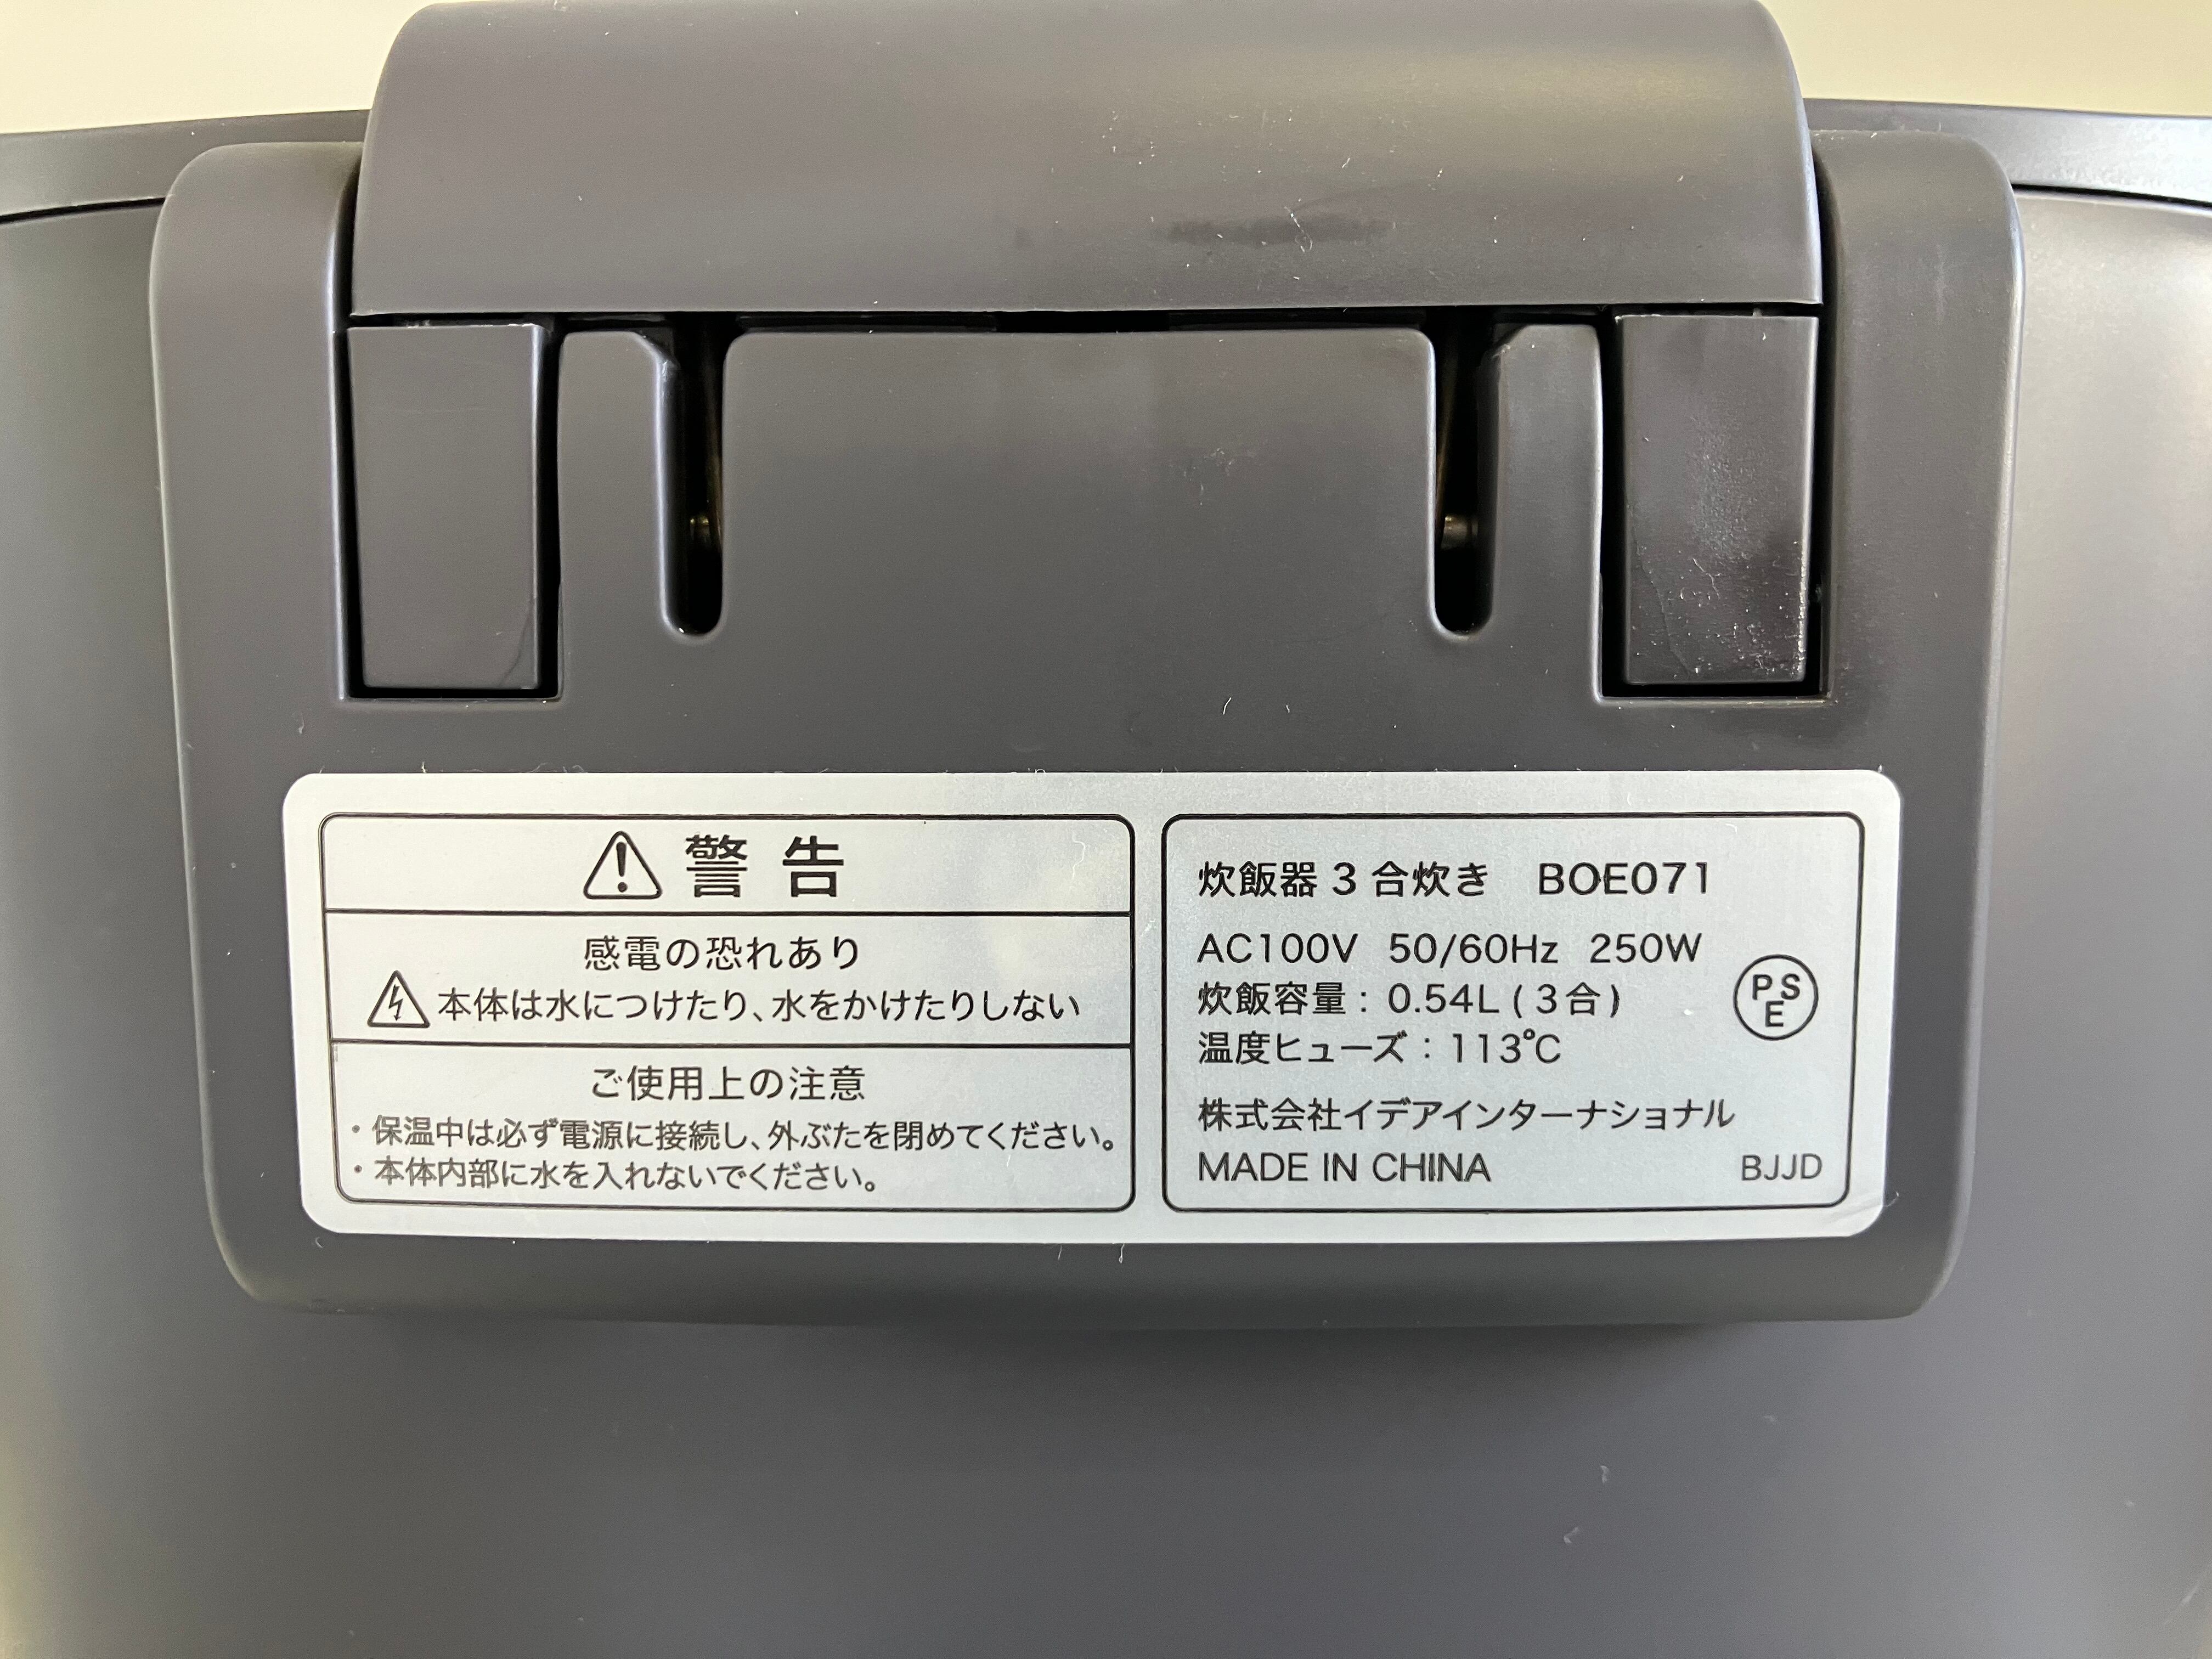 警告
感電の恐れあり
本体は水につけたり、水をかけたりしない
ご使用上の注意
・保温中は必ず電源に接続し、外ぶたを閉めてください。
・本体内部に水を入れないでください。
炊飯器 3 合炊き BOE071
AC100V 50/60Hz 250W
炊飯容量： 0.54L ( 3 合 )
温度ヒューズ： 113℃
PSE
株式会社イデアインターナショナル
MADE IN CHINA BJJD